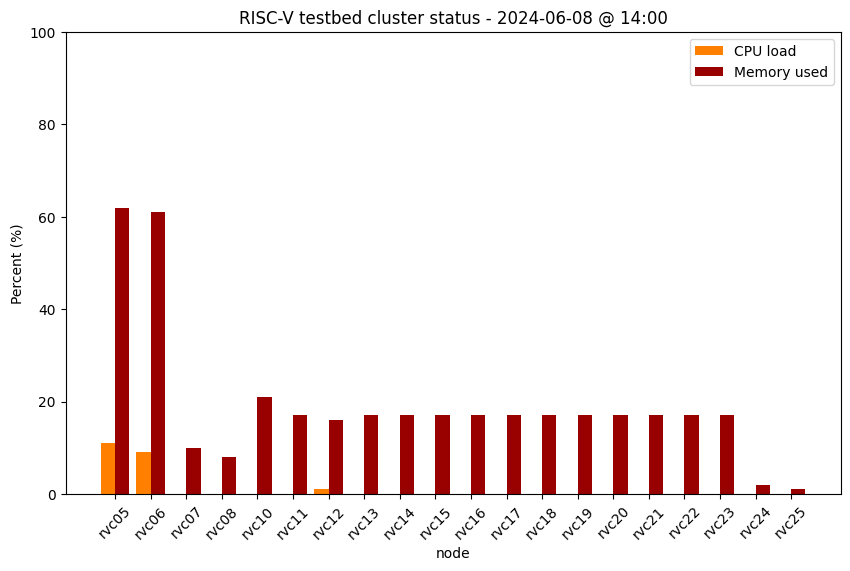 RISC-V testbed cluster status - 2024-06-08 @ 14:00
CPU load
Memory used
Percent (%)
100
80
60
40
20
0
rvc05 rvc06 rvc07 rvc08 rvc10 rvc11 rvc12 rvc13 rvc14 rvc15 rvc16 rvc17 rvc18 rvc19 rvc20 rvc21 rvc22 rvc23 rvc24 rvc25
node